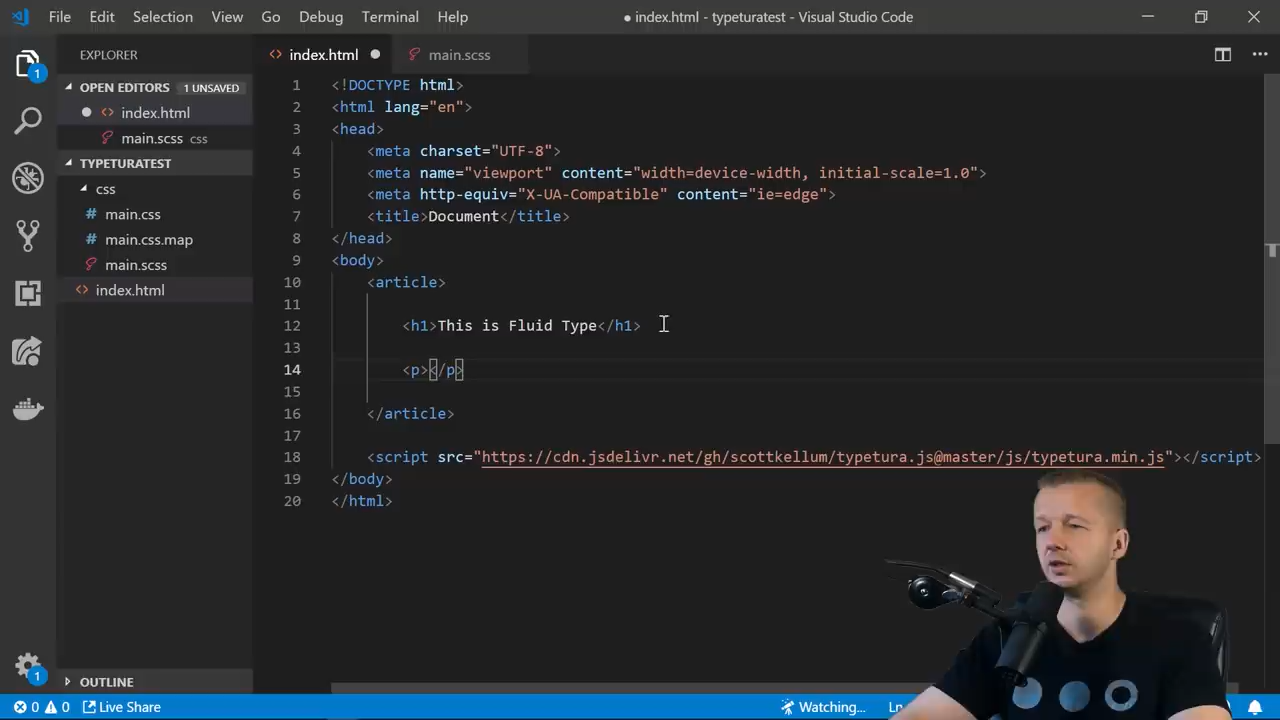 File Edit Selection View Go Debug Terminal Help ● index.html - typeturatest - Visual Studio Code
EXPLORER
index.html ● main.scss
OPEN EDITORS 1 UNSAVED
● index.html
main.scss css
TYPETURATEST
css
main.css
main.css.map
main.scss
index.html
OUTLINE
1 <!DOCTYPE html>
2 <html lang="en">
3 <head>
4 <meta charset="UTF-8">
5 <meta name="viewport" content="width=device-width, initial-scale=1.0">
6 <meta http-equiv="X-UA-Compatible" content="ie=edge">
7 <title>Document</title>
8 </head>
9 <body>
10 <article>
11
12 <h1>This is Fluid Type</h1>
13
14 <p></p>
15
16 </article>
17
18 <script src="https://cdn.jsdelivr.net/gh/scottkellum/typetura.js@master/js/typetura.min.js"></script>
19 </body>
20 </html>
1
1
0 0 Live Share Watching... Ln